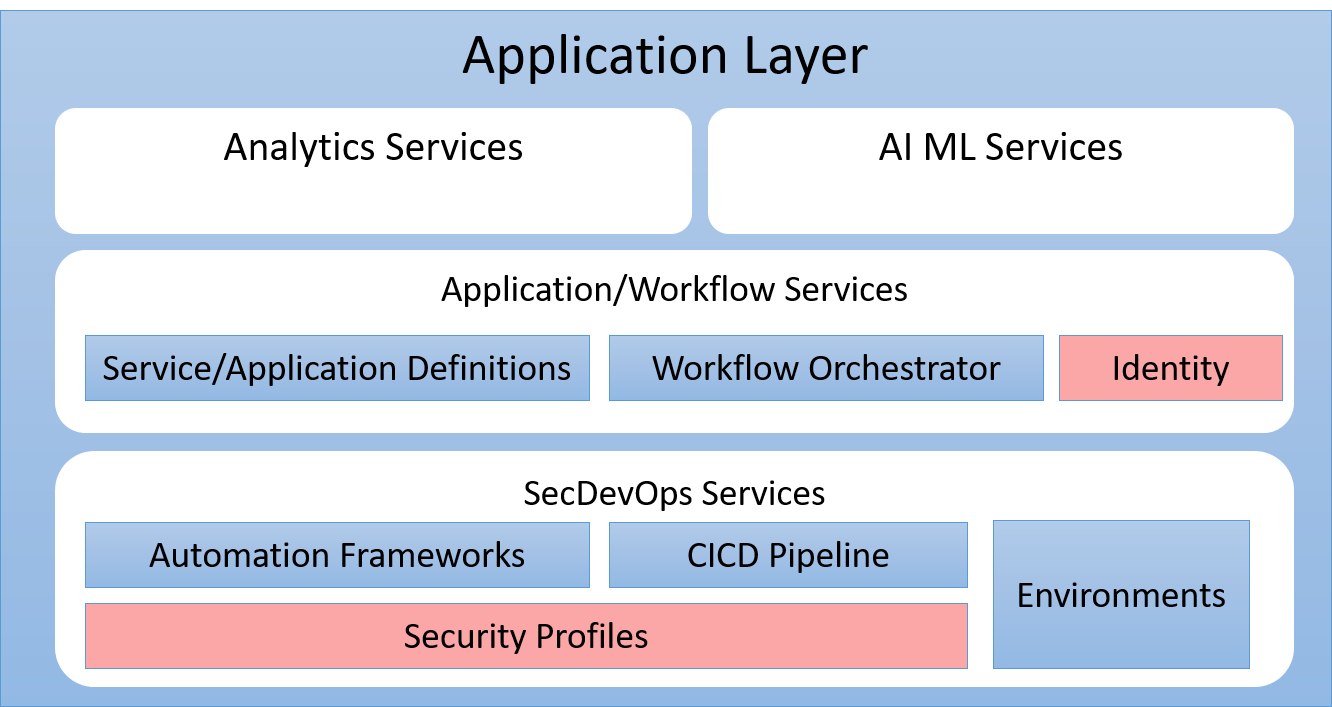 Application Layer
Analytics Services
AI ML Services
Application/Workflow Services
Service/Application Definitions
Workflow Orchestrator
Identity
SecDevOps Services
Automation Frameworks
CICD Pipeline
Environments
Security Profiles